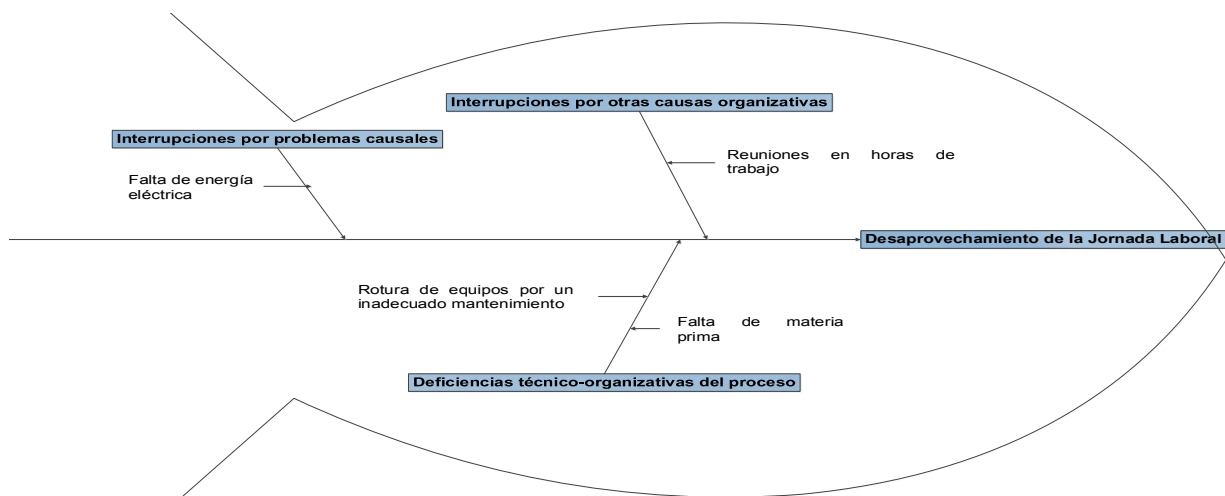 Interrupciones por otras causas organizativas
Interrupciones por problemas causales
Reuniones en horas de
trabajo
Falta de energía
eléctrica
Desaprovechamiento de la Jornada Laboral
Rotura de equipos por un
inadecuado mantenimiento
Falta de materia
prima
Deficiencias técnico-organizativas del proceso